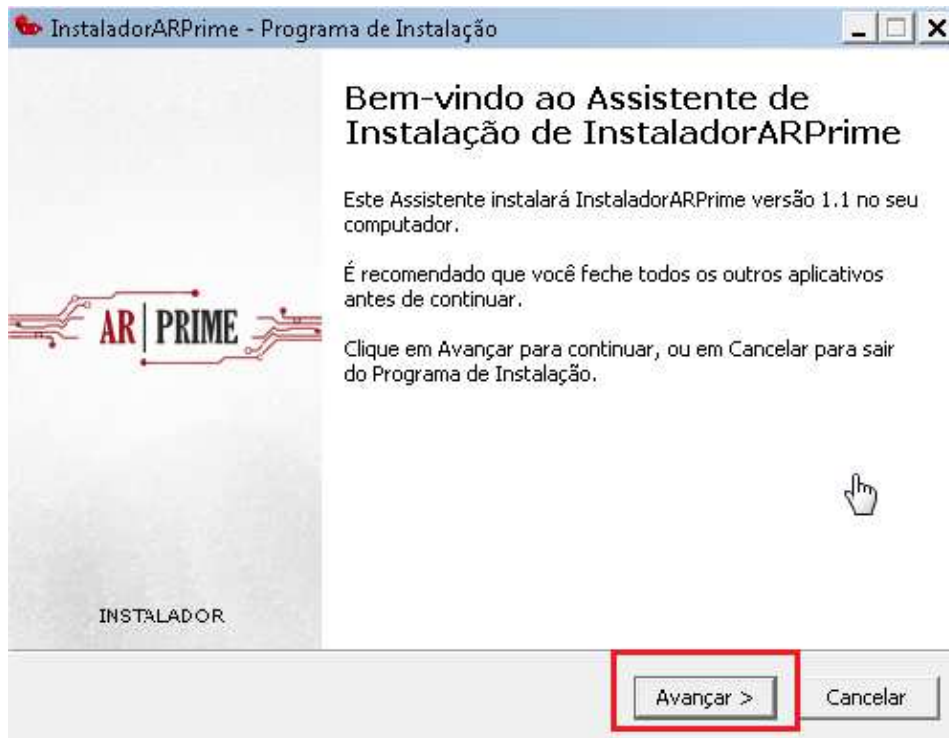 InstaladorARPrime - Programa de Instalação
Bem-vindo ao Assistente de
Instalação de InstaladorARPrime
Este Assistente instalará InstaladorARPrime versão 1.1 no seu
computador.
É recomendado que você feche todos os outros aplicativos
antes de continuar.
Clique em Avançar para continuar, ou em Cancelar para sair
do Programa de Instalação.
AR PRIME
INSTALADOR
Avançar >
Cancelar